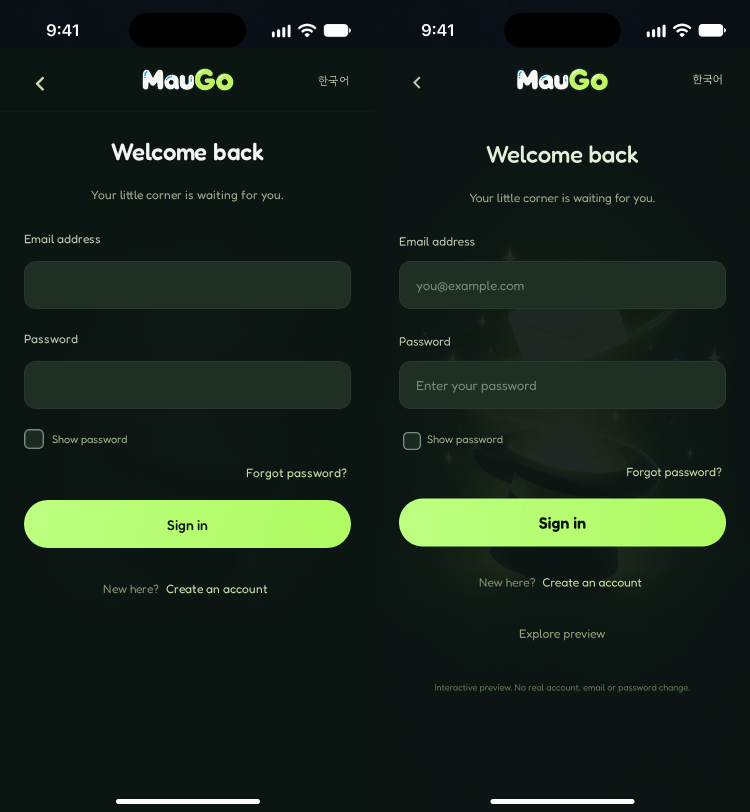 9:41
MauGo
한국어
Welcome back
Your little corner is waiting for you.
Email address
Password
Show password
Forgot password?
Sign in
New here? Create an account
9:41
MauGo
한국어
Welcome back
Your little corner is waiting for you.
Email address
you@example.com
Password
Enter your password
Show password
Forgot password?
Sign in
New here? Create an account
Explore preview
Interactive preview. No real account, email or password change.